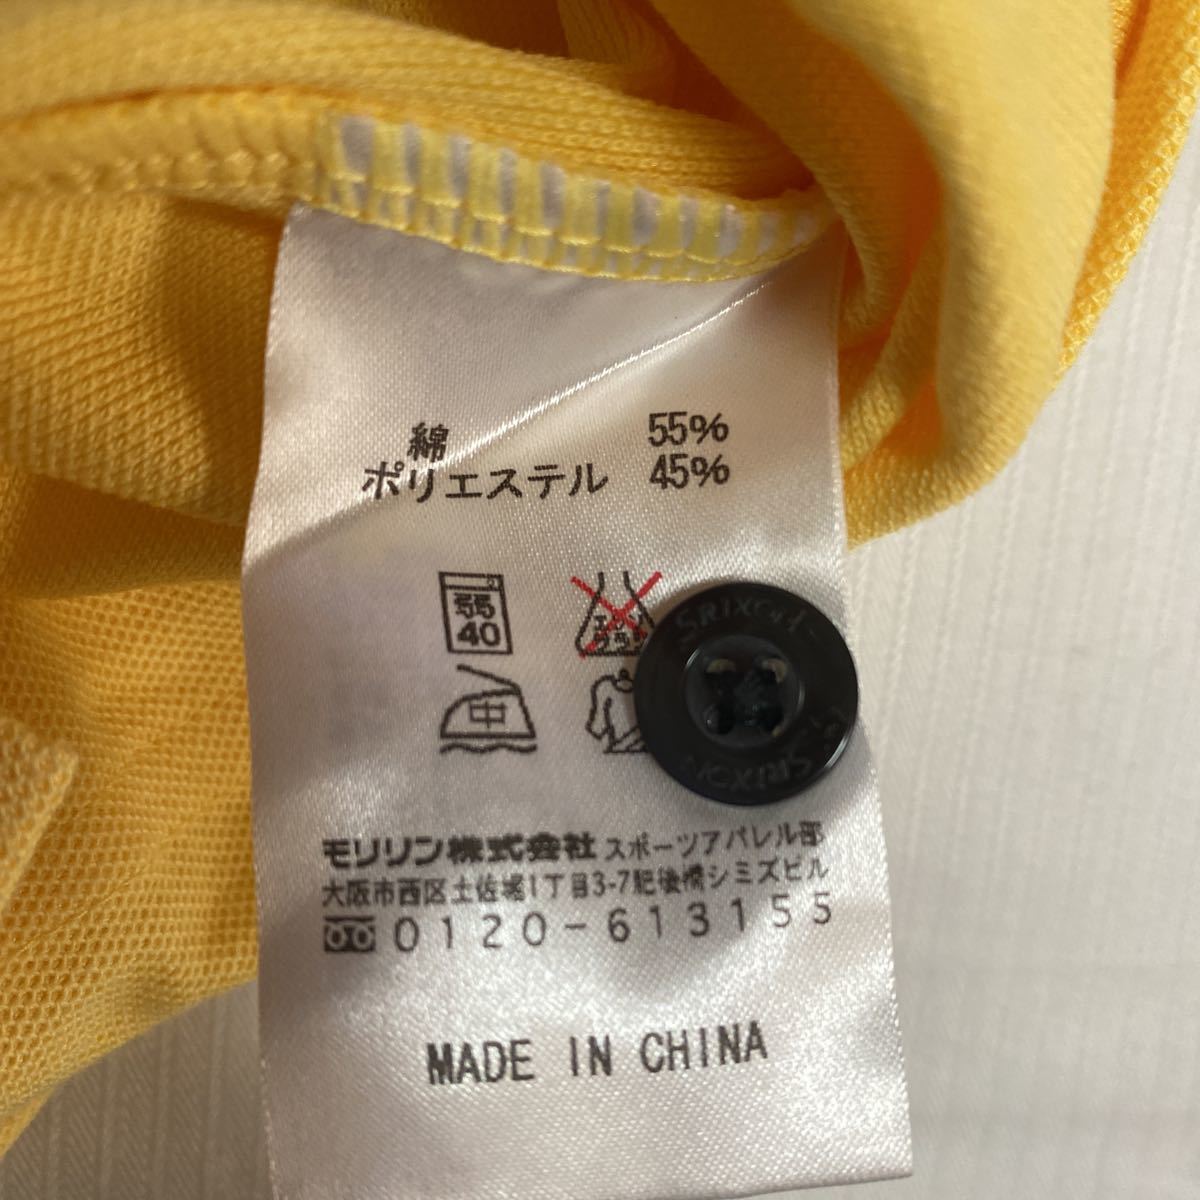 綿 55%
ポリエステル 45%
40
中
SRIXON
SRIXON
モリリン株式会社 スポーツアパレル部
大阪市西区土佐堀1丁目3-7肥後橋シミズビル
0120-613155
MADE IN CHINA